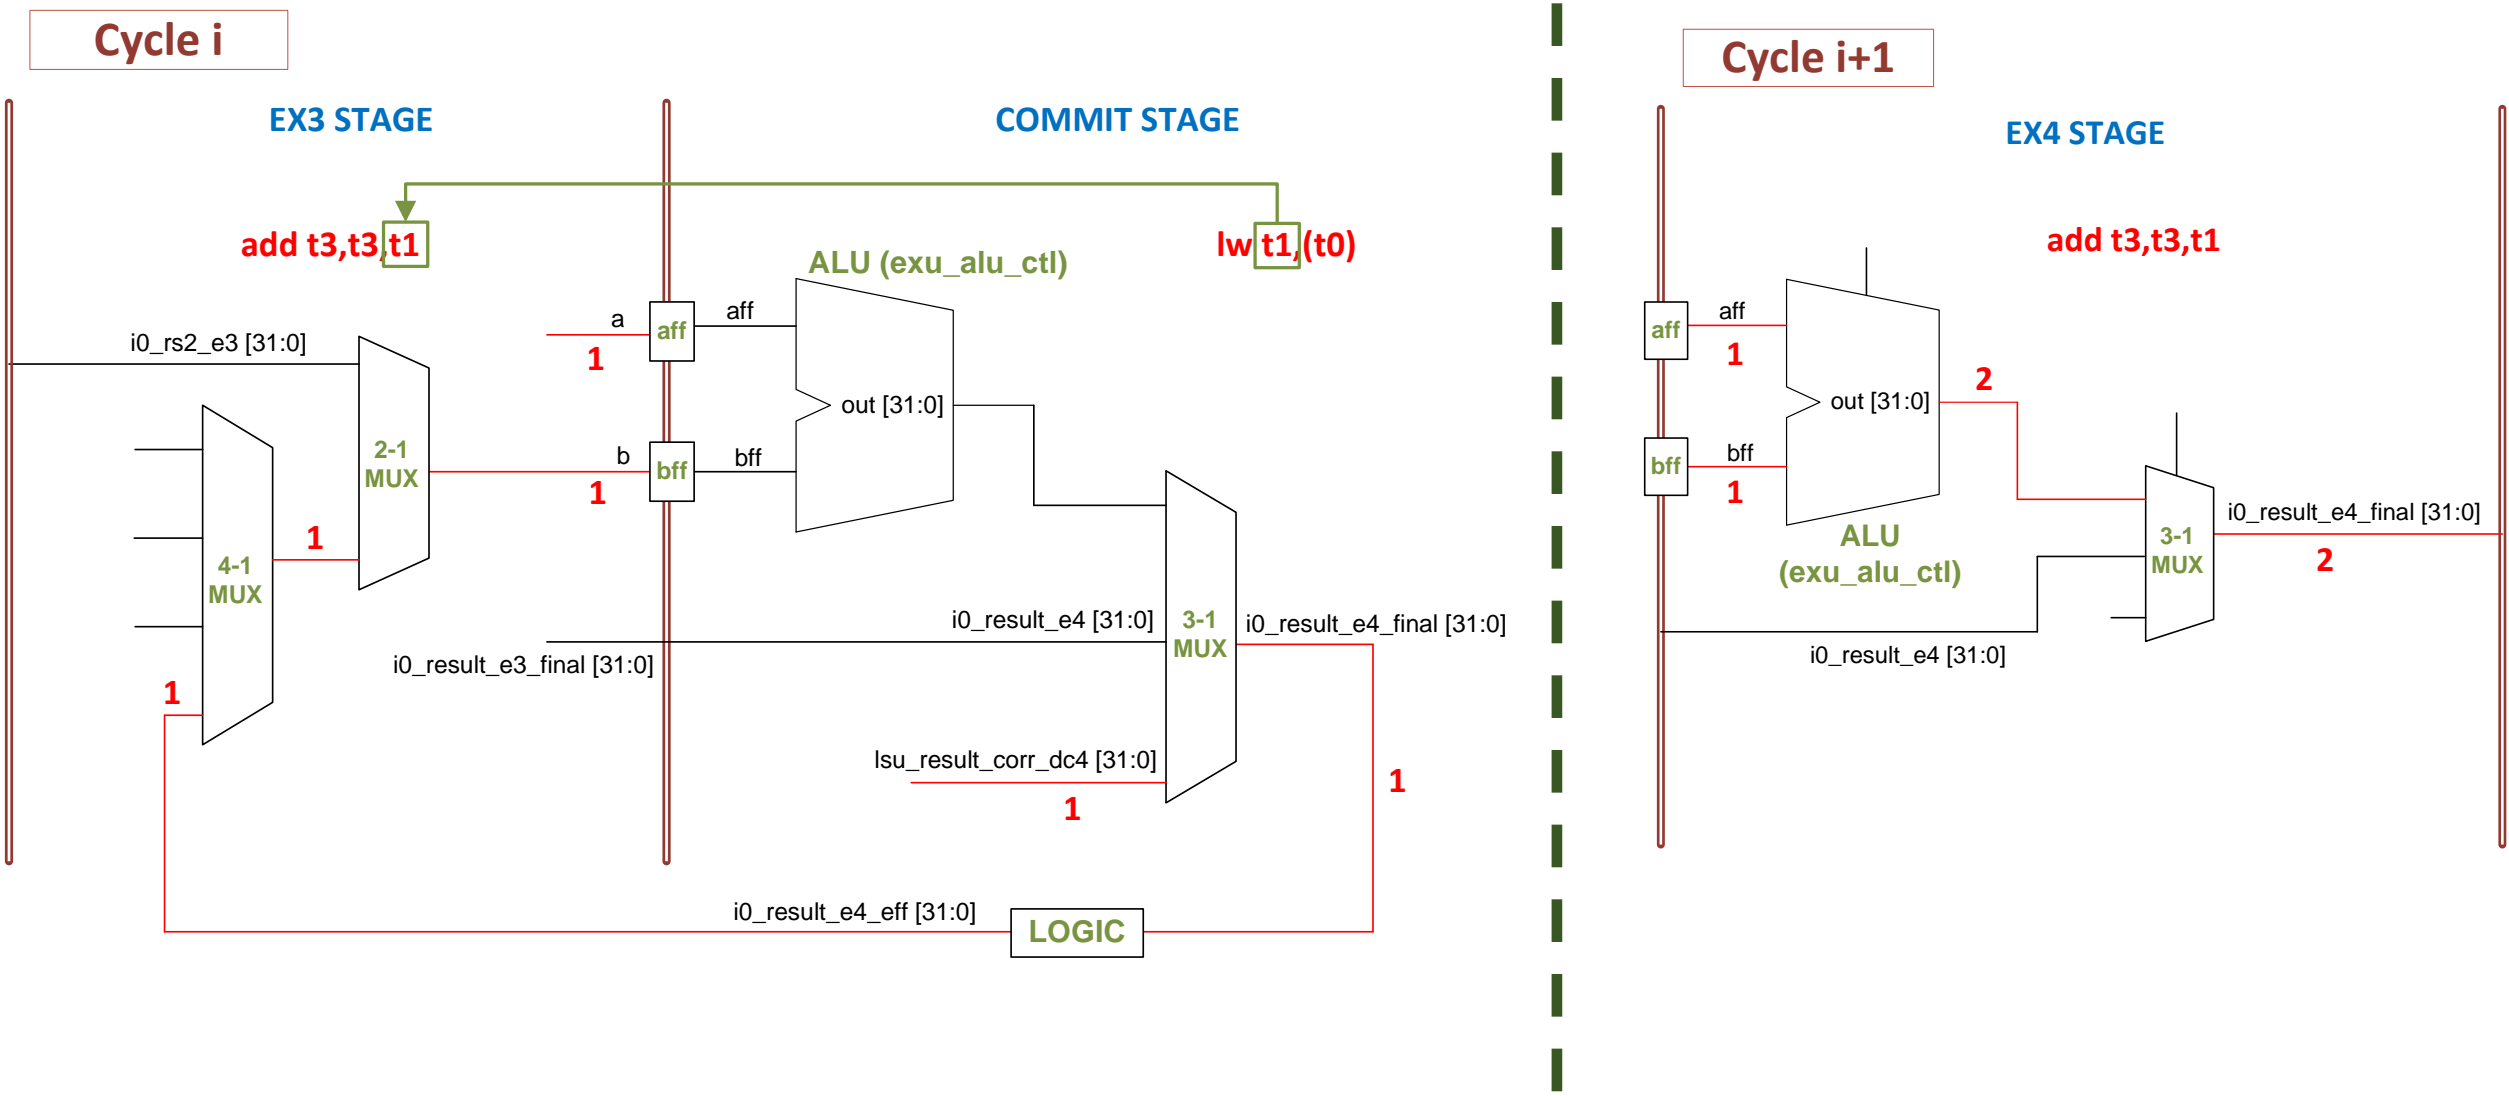 Cycle i
EX3 STAGE
COMMIT STAGE
add t3,t3,t1
lw t1,(t0)
ALU (exu_alu_ctl)
a
aff
aff
1
i0_rs2_e3 [31:0]
out [31:0]
2-1
MUX
b
bff
bff
1
1
4-1
MUX
i0_result_e4 [31:0]
3-1
MUX
i0_result_e4_final [31:0]
i0_result_e3_final [31:0]
1
lsu_result_corr_dc4 [31:0]
1
1
i0_result_e4_eff [31:0]
LOGIC
Cycle i+1
EX4 STAGE
add t3,t3,t1
aff
aff
1
2
out [31:0]
bff
bff
1
ALU
(exu_alu_ctl)
3-1
MUX
i0_result_e4_final [31:0]
2
i0_result_e4 [31:0]